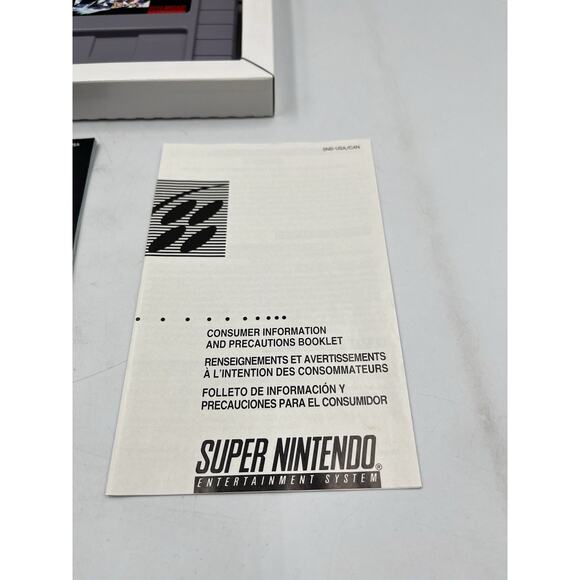 SNS-USA/CAN
CONSUMER INFORMATION
AND PRECAUTIONS BOOKLET
RENSEIGNEMENTS ET AVERTISSEMENTS
À L'INTENTION DES CONSOMMATEURS
FOLLETO DE INFORMACIÓN Y
PRECAUCIONES PARA EL CONSUMIDOR
SUPER NINTENDO®
ENTERTAINMENT SYSTEM